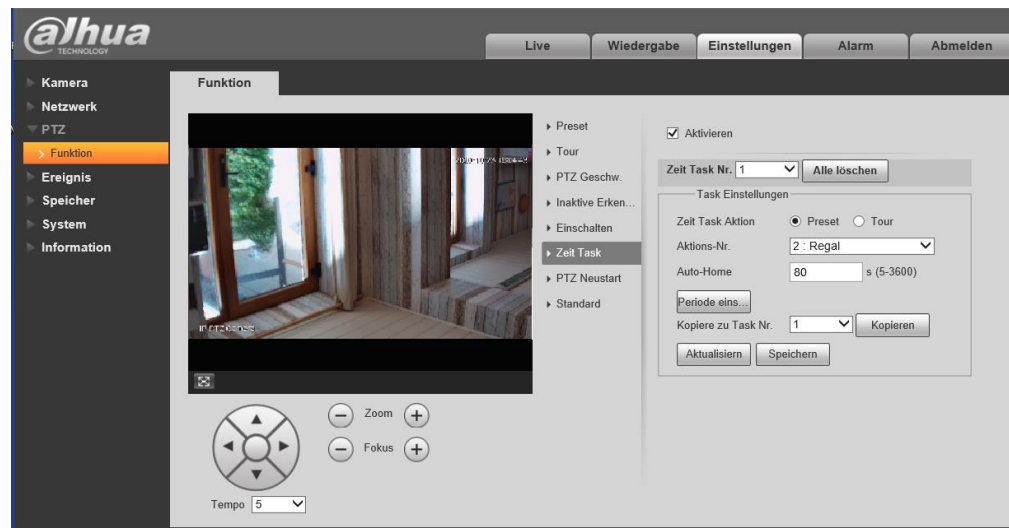 alhua
TECHNOLOGY
Live
Wiedergabe
Einstellungen
Alarm
Abmelden
Kamera
Netzwerk
PTZ
Funktion
Ereignis
Speicher
System
Information
Funktion
IP PTZ Camera
Preset
Tour
PTZ Geschw.
Inaktive Erken...
Einschalten
Zeit Task
PTZ Neustart
Standard
Aktivieren
Zeit Task Nr. 1 Alle löschen
Task Einstellungen
Zeit Task Aktion Preset Tour
Aktions-Nr. 2 : Regal
Auto-Home 80 s (5-3600)
Periode eins...
Kopiere zu Task Nr. 1 Kopieren
Aktualisiern Speichern
Zoom
Fokus
Tempo 5